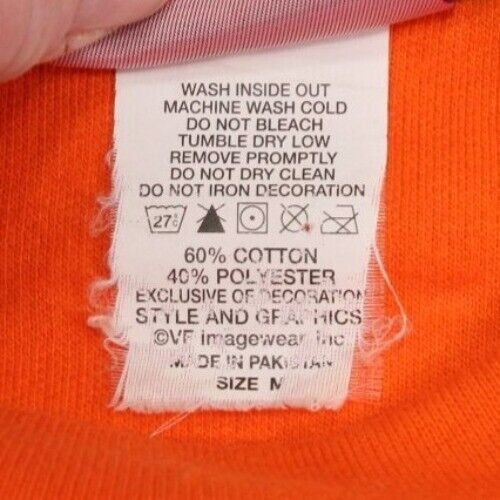 WASH INSIDE OUT
MACHINE WASH COLD
DO NOT BLEACH
TUMBLE DRY LOW
REMOVE PROMPTLY
DO NOT DRY CLEAN
DO NOT IRON DECORATION
27°C
60% COTTON
40% POLYESTER
EXCLUSIVE OF DECORATION
STYLE AND GRAPHICS
©VF imagewear, Inc
MADE IN PAKISTAN
SIZE M